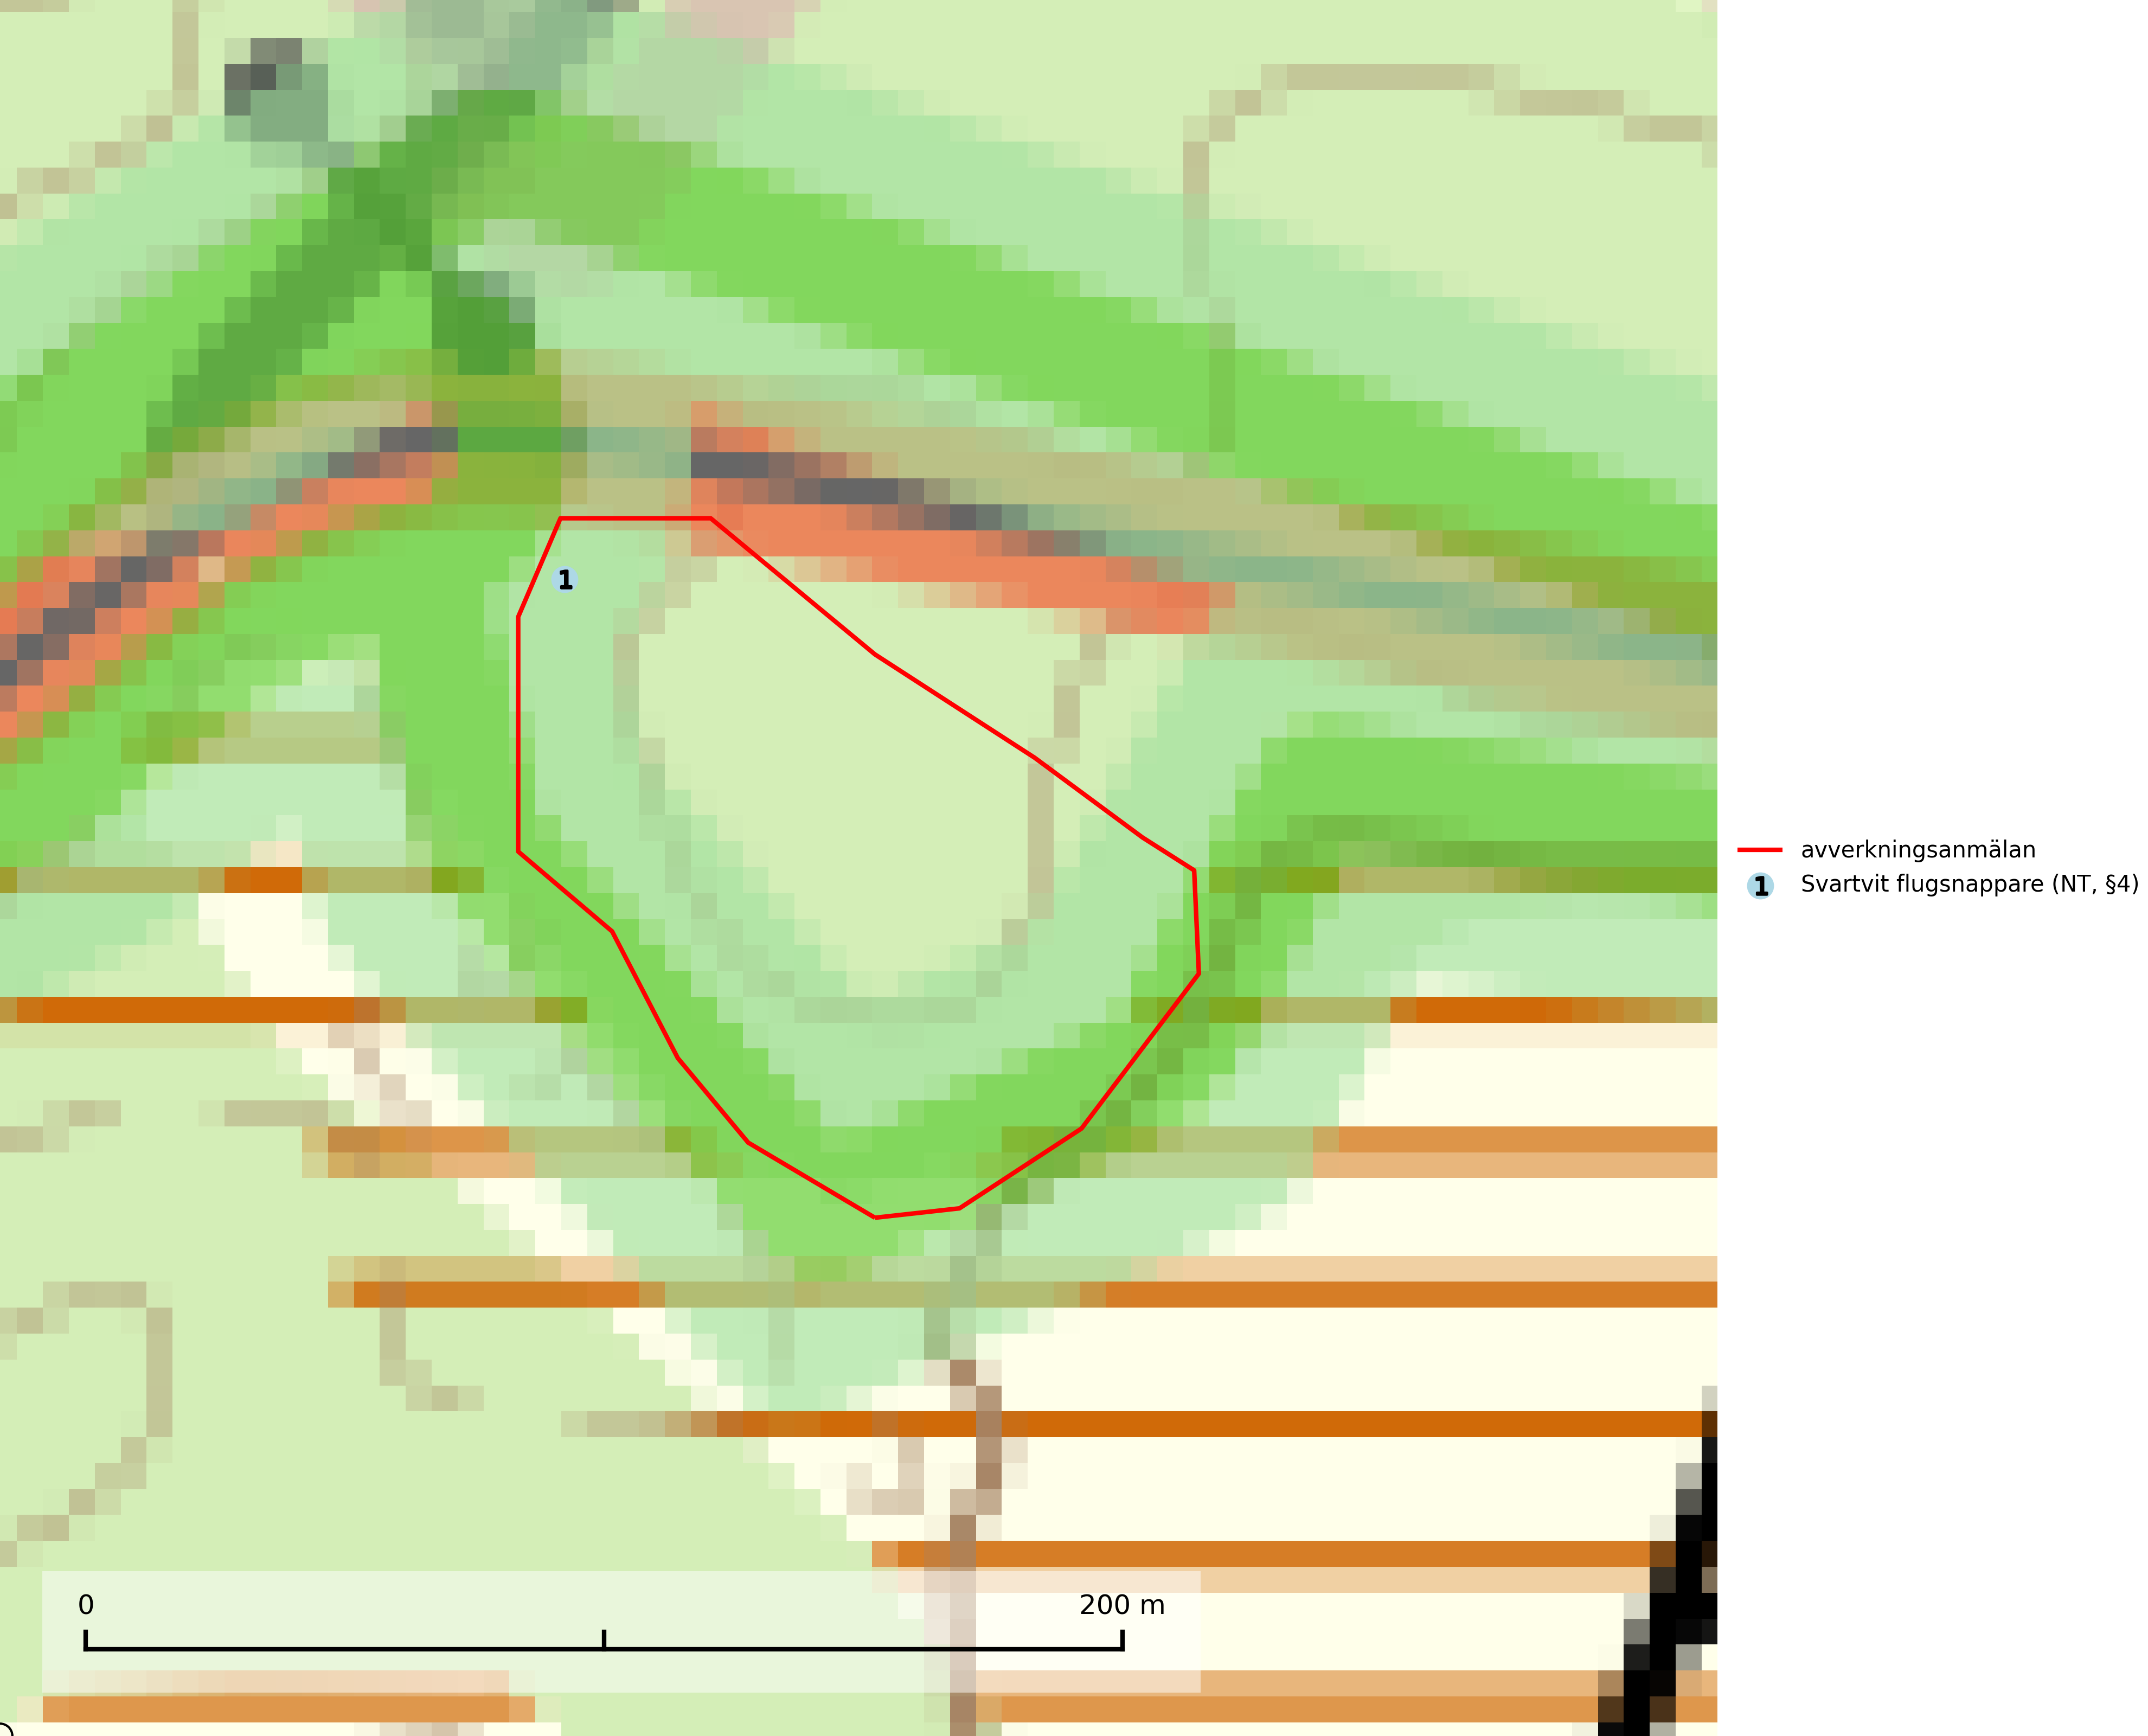 1
avverkningsanmälan
1 Svartvit flugsnappare (NT, §4)
0 200 m